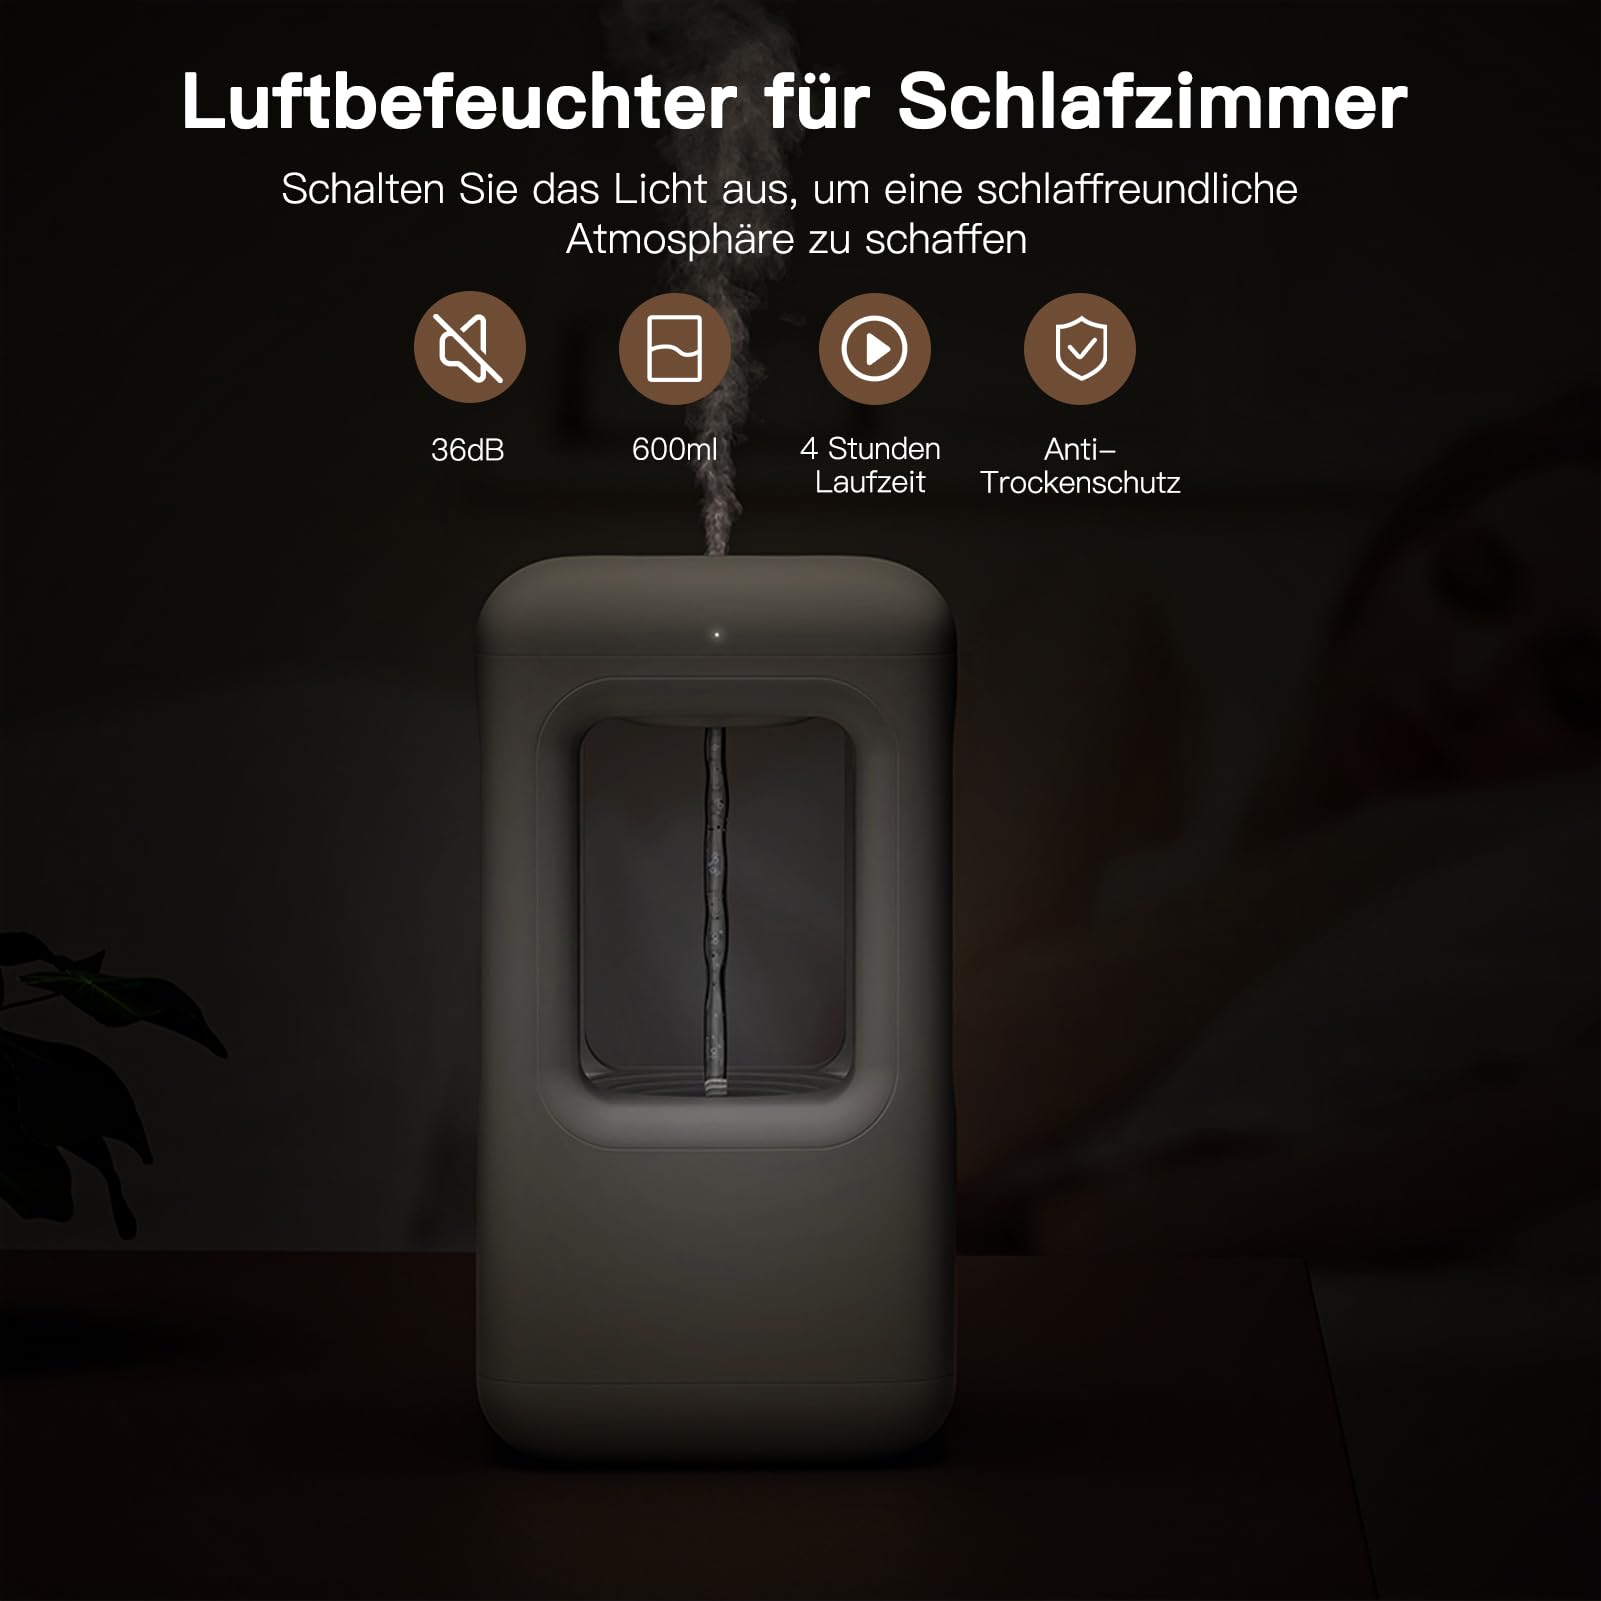 Luftbefeuchter für Schlafzimmer
Schalten Sie das Licht aus, um eine schlaffreundliche
Atmosphäre zu schaffen
36dB
600ml
4 Stunden
Laufzeit
Anti-
Trockenschutz